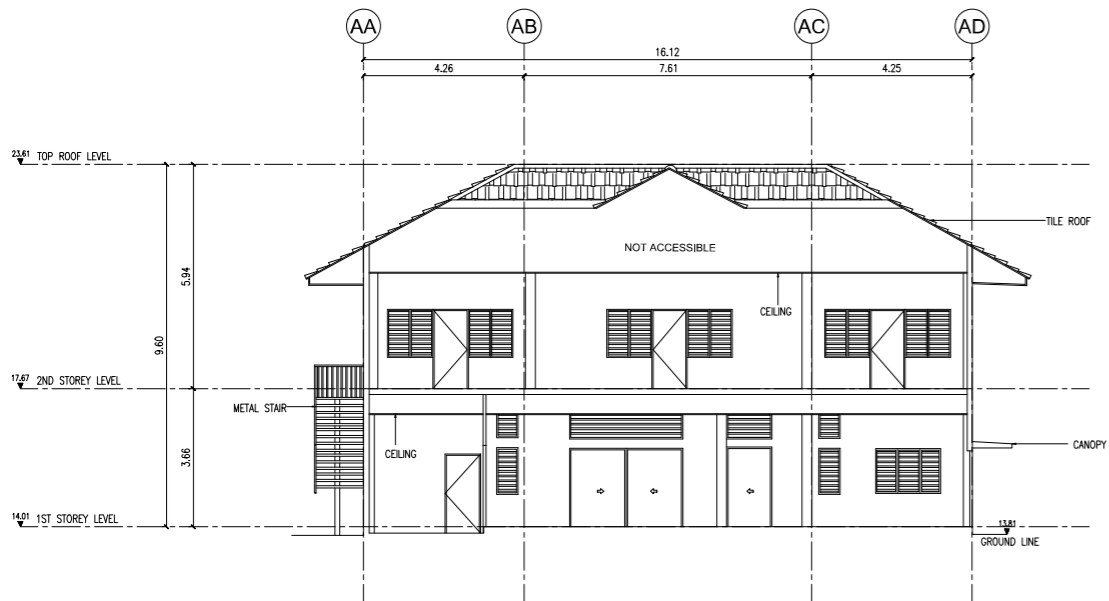 AA AB AC AD
16.12
4.26 7.61 4.25
23.61 TOP ROOF LEVEL
TILE ROOF
NOT ACCESSIBLE
5.94
CEILING
9.60
17.67 2ND STOREY LEVEL
METAL STAIR
CANOPY
CEILING
3.66
14.01 1ST STOREY LEVEL
13.81
GROUND LINE